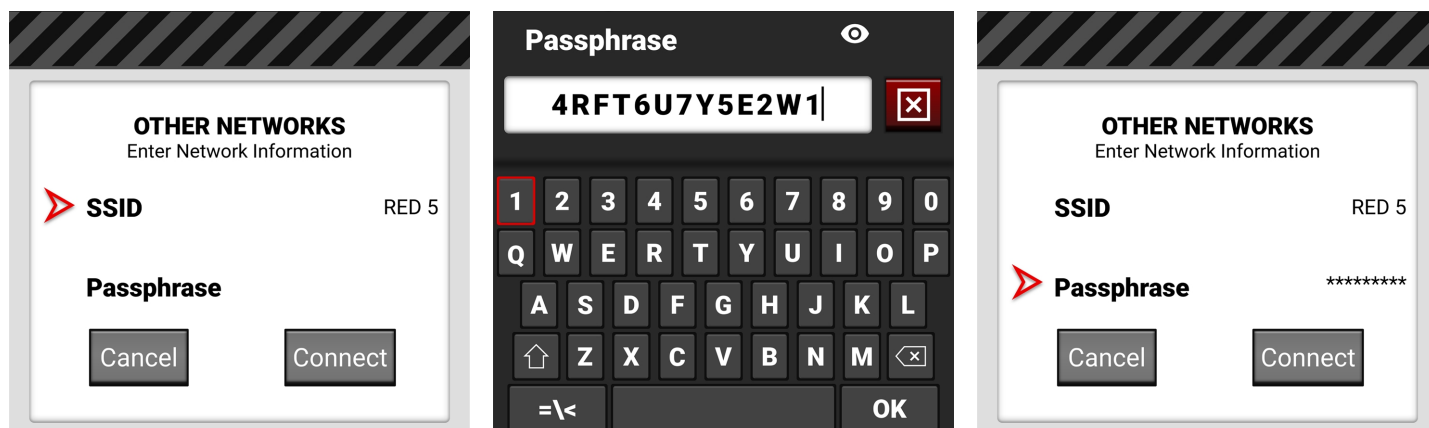 OTHER NETWORKS
Enter Network Information
SSID RED 5
Passphrase
Cancel Connect
Passphrase
4RFT6U7Y5E2W1
1 2 3 4 5 6 7 8 9 0
Q W E R T Y U I O P
A S D F G H J K L
Z X C V B N M
=\< OK
OTHER NETWORKS
Enter Network Information
SSID RED 5
Passphrase *********
Cancel Connect